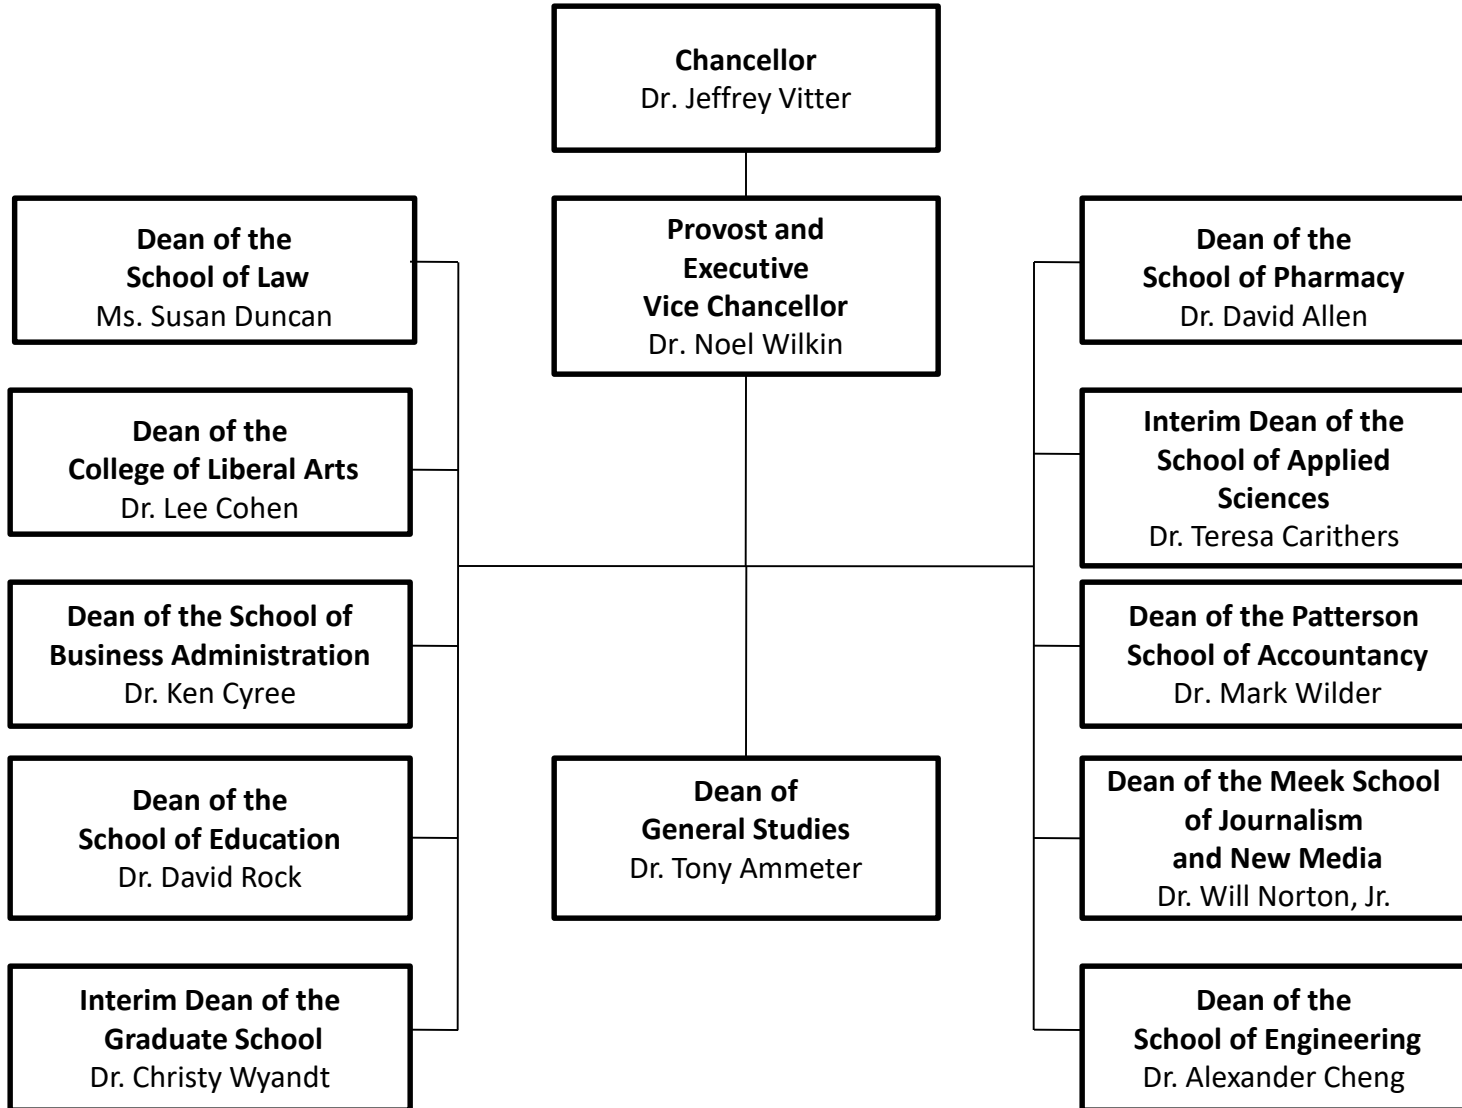 Chancellor
Dr. Jeffrey Vitter
Dean of the
School of Law
Ms. Susan Duncan
Provost and
Executive
Vice Chancellor
Dr. Noel Wilkin
Dean of the
School of Pharmacy
Dr. David Allen
Dean of the
College of Liberal Arts
Dr. Lee Cohen
Interim Dean of the
School of Applied
Sciences
Dr. Teresa Carithers
Dean of the School of
Business Administration
Dr. Ken Cyree
Dean of the Patterson
School of Accountancy
Dr. Mark Wilder
Dean of the
School of Education
Dr. David Rock
Dean of
General Studies
Dr. Tony Ammeter
Dean of the Meek School
of Journalism
and New Media
Dr. Will Norton, Jr.
Interim Dean of the
Graduate School
Dr. Christy Wyandt
Dean of the
School of Engineering
Dr. Alexander Cheng